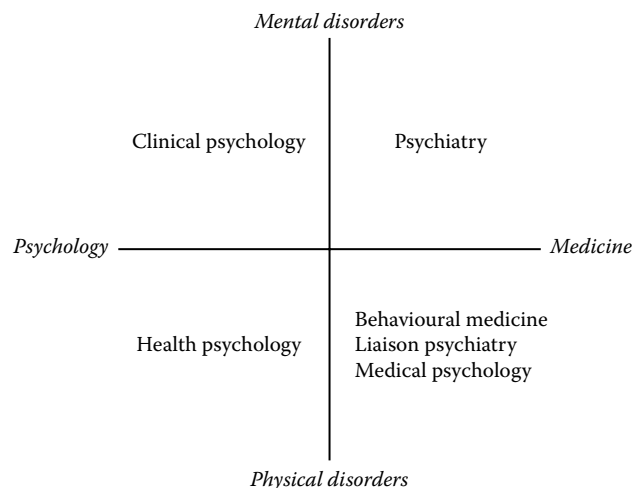 Mental disorders
Clinical psychology
Psychiatry
Psychology
Medicine
Health psychology
Behavioural medicine
Liaison psychiatry
Medical psychology
Physical disorders